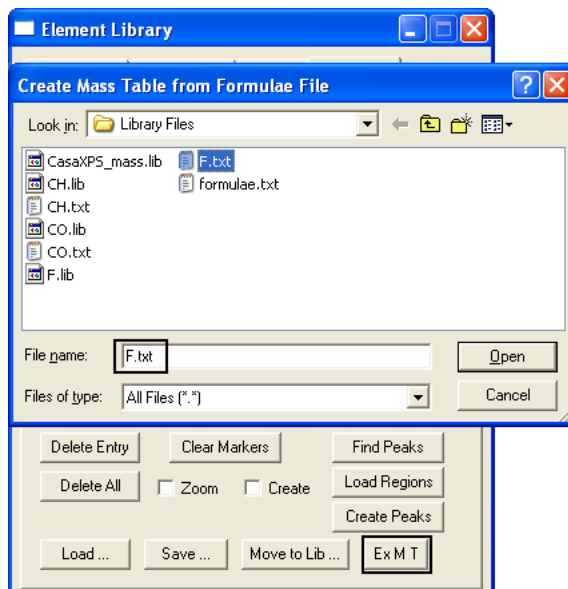 Element Library
Create Mass Table from Formulae File
Look in: Library Files
CasaXPS_mass.lib F.txt
CH.lib formulae.txt
CH.txt
CO.lib
CO.txt
F.lib
File name: F.txt Open
Files of type: All Files (*.*) Cancel
Delete Entry Clear Markers Find Peaks
Delete All Zoom Create Load Regions
Create Peaks
Load ... Save ... Move to Lib ... Ex M T